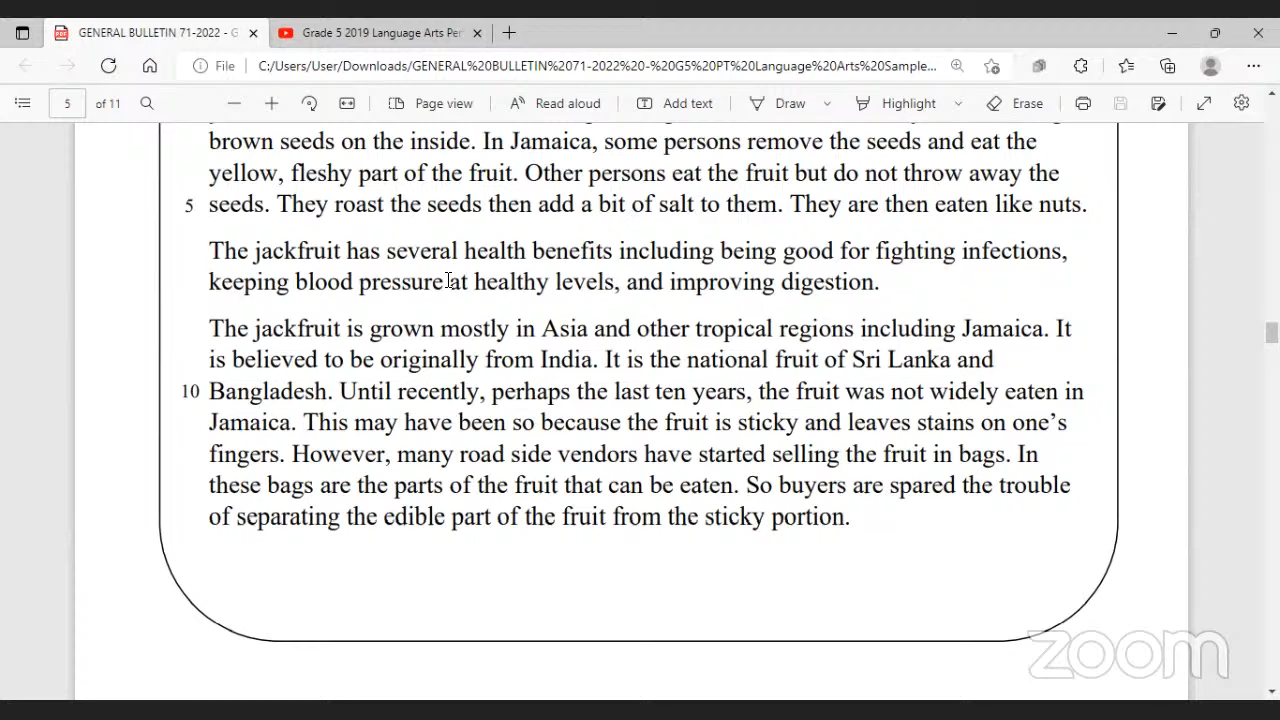 GENERAL BULLETIN 71-2022 - G
Grade 5 2019 Language Arts Per
File
C:/Users/User/Downloads/GENERAL%20BULLETIN%2071-2022%20-%20G5%20PT%20Language%20Arts%20Sample...
5 of 11
Page view
Read aloud
Add text
Draw
Highlight
Erase
brown seeds on the inside. In Jamaica, some persons remove the seeds and eat the
yellow, fleshy part of the fruit. Other persons eat the fruit but do not throw away the
5 seeds. They roast the seeds then add a bit of salt to them. They are then eaten like nuts.
The jackfruit has several health benefits including being good for fighting infections,
keeping blood pressure at healthy levels, and improving digestion.
The jackfruit is grown mostly in Asia and other tropical regions including Jamaica. It
is believed to be originally from India. It is the national fruit of Sri Lanka and
10 Bangladesh. Until recently, perhaps the last ten years, the fruit was not widely eaten in
Jamaica. This may have been so because the fruit is sticky and leaves stains on one’s
fingers. However, many road side vendors have started selling the fruit in bags. In
these bags are the parts of the fruit that can be eaten. So buyers are spared the trouble
of separating the edible part of the fruit from the sticky portion.
zoom